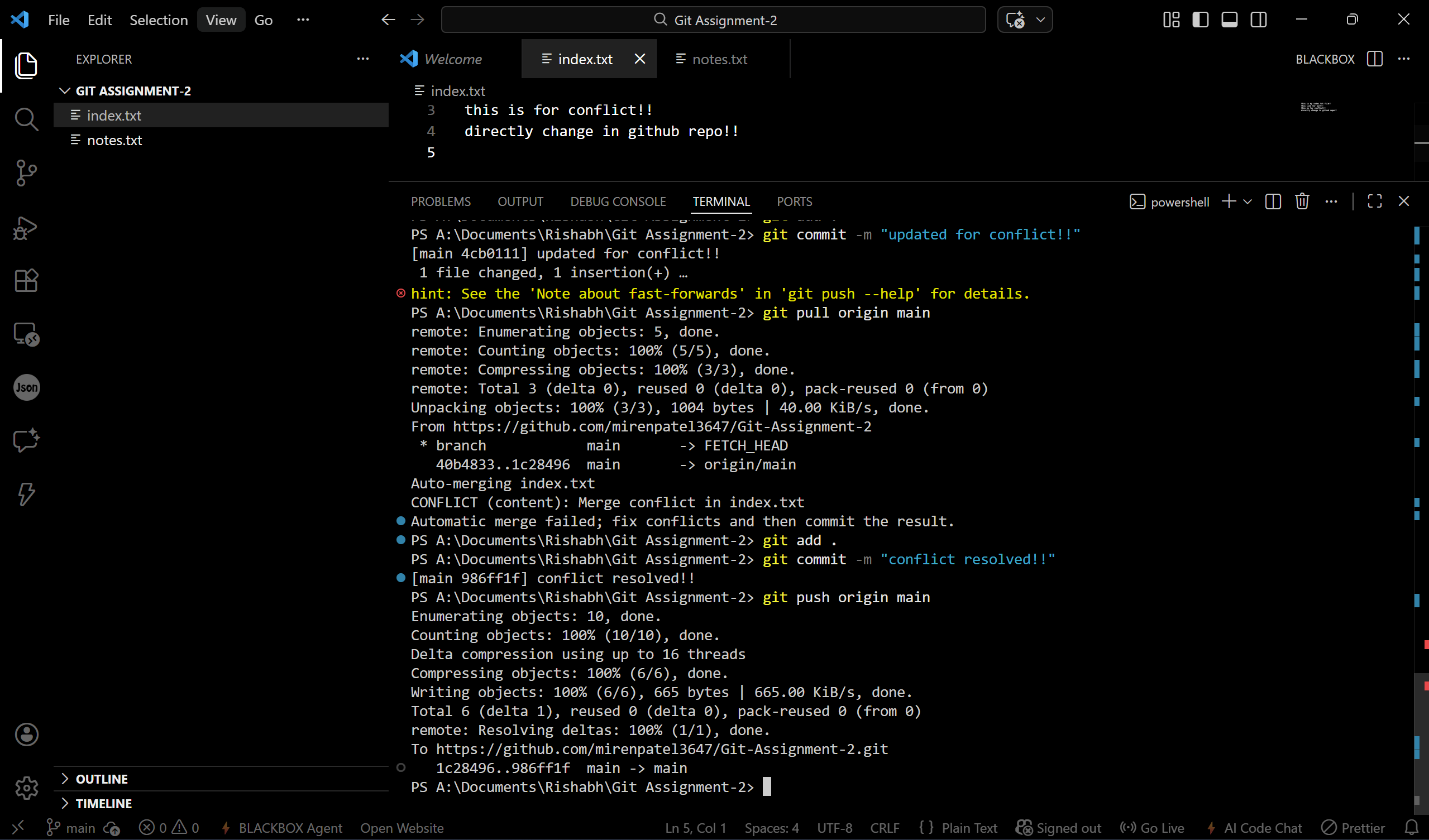 File Edit Selection View Go ··· Git Assignment-2
EXPLORER ···
GIT ASSIGNMENT-2
index.txt
notes.txt
OUTLINE
TIMELINE
Welcome index.txt notes.txt BLACKBOX ···
index.txt
3 this is for conflict!!
4 directly change in github repo!!
5
PROBLEMS OUTPUT DEBUG CONSOLE TERMINAL PORTS powershell ···
PS A:\Documents\Rishabh\Git Assignment-2> git commit -m "updated for conflict!!"
[main 4cb0111] updated for conflict!!
1 file changed, 1 insertion(+) …
hint: See the 'Note about fast-forwards' in 'git push --help' for details.
PS A:\Documents\Rishabh\Git Assignment-2> git pull origin main
remote: Enumerating objects: 5, done.
remote: Counting objects: 100% (5/5), done.
remote: Compressing objects: 100% (3/3), done.
remote: Total 3 (delta 0), reused 0 (delta 0), pack-reused 0 (from 0)
Unpacking objects: 100% (3/3), 1004 bytes | 40.00 KiB/s, done.
From https://github.com/mirenpatel3647/Git-Assignment-2
* branch main -> FETCH_HEAD
40b4833..1c28496 main -> origin/main
Auto-merging index.txt
CONFLICT (content): Merge conflict in index.txt
Automatic merge failed; fix conflicts and then commit the result.
PS A:\Documents\Rishabh\Git Assignment-2> git add .
PS A:\Documents\Rishabh\Git Assignment-2> git commit -m "conflict resolved!!"
[main 986ff1f] conflict resolved!!
PS A:\Documents\Rishabh\Git Assignment-2> git push origin main
Enumerating objects: 10, done.
Counting objects: 100% (10/10), done.
Delta compression using up to 16 threads
Compressing objects: 100% (6/6), done.
Writing objects: 100% (6/6), 665 bytes | 665.00 KiB/s, done.
Total 6 (delta 1), reused 0 (delta 0), pack-reused 0 (from 0)
remote: Resolving deltas: 100% (1/1), done.
To https://github.com/mirenpatel3647/Git-Assignment-2.git
1c28496..986ff1f main -> main
PS A:\Documents\Rishabh\Git Assignment-2>
Json
main 0 0 BLACKBOX Agent Open Website Ln 5, Col 1 Spaces: 4 UTF-8 CRLF {} Plain Text Signed out Go Live AI Code Chat Prettier